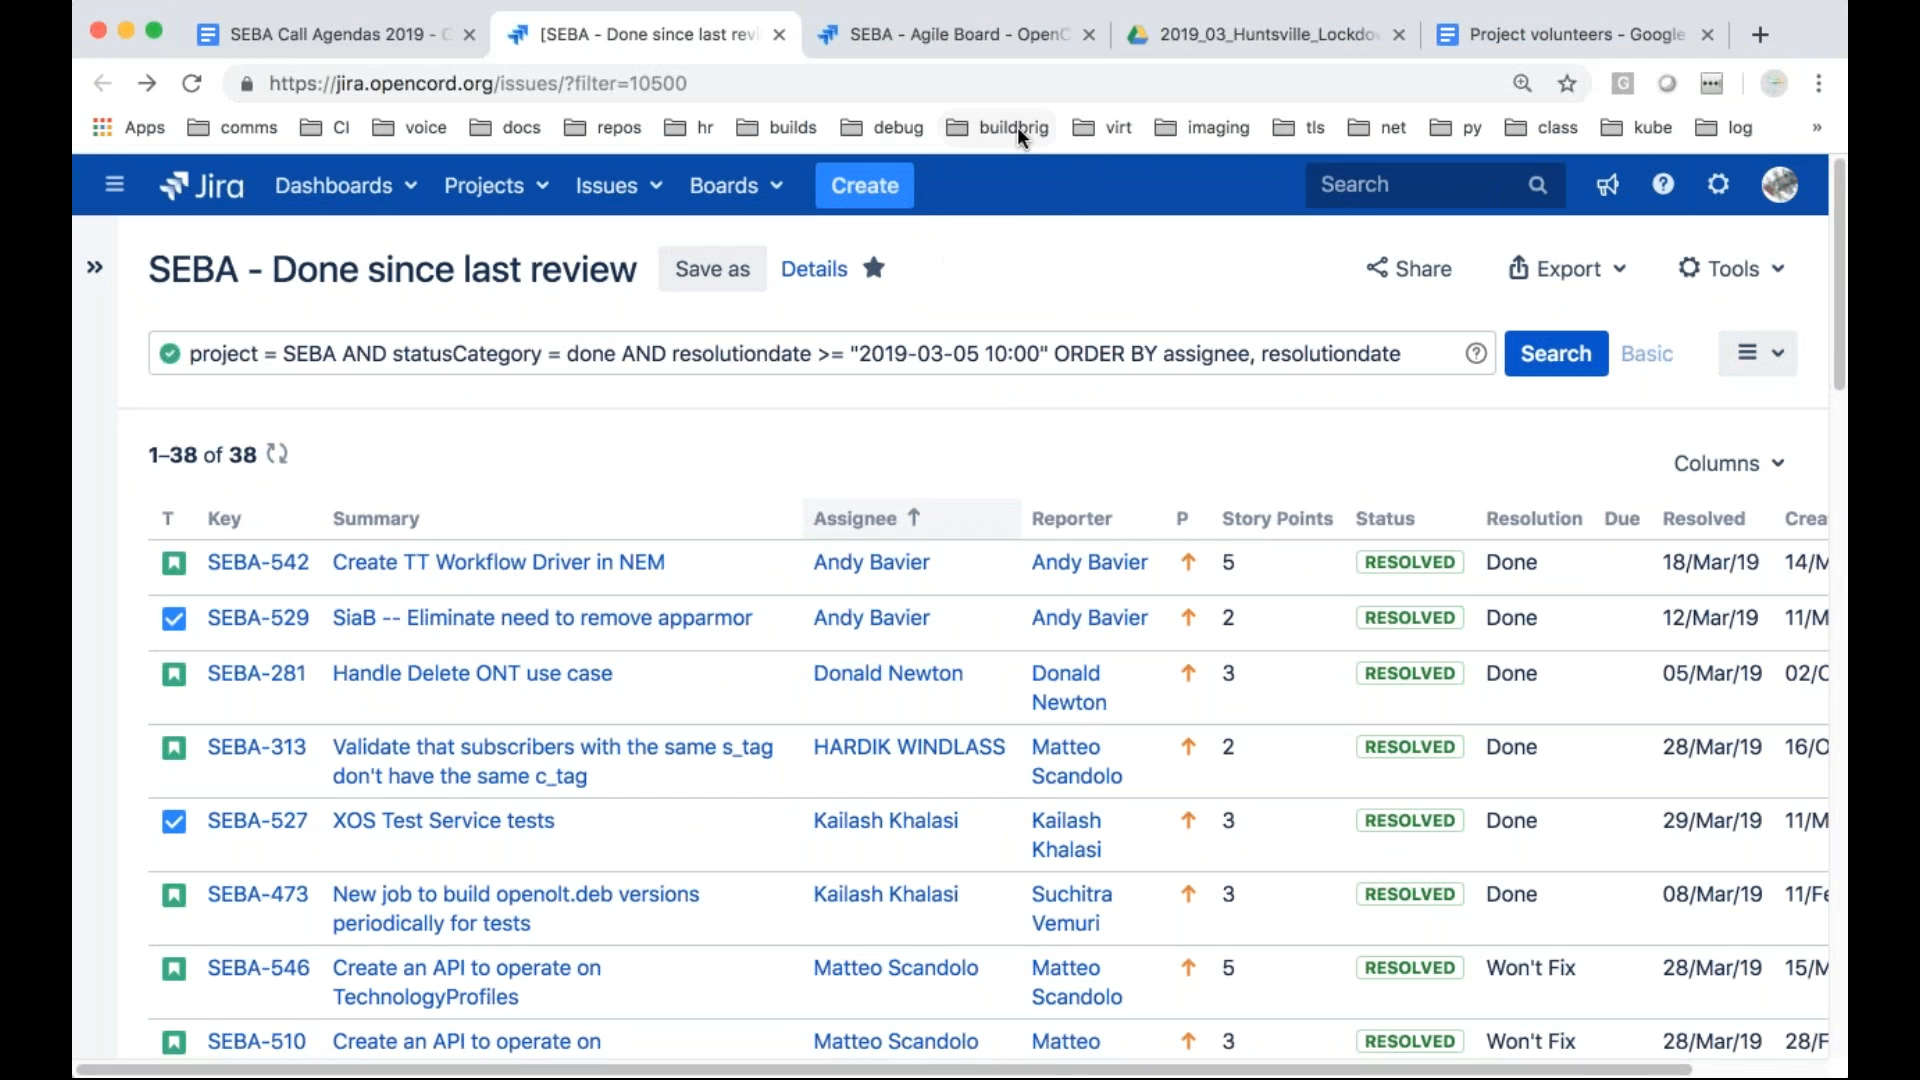 SEBA Call Agendas 2019 - G
[SEBA - Done since last revi
SEBA - Agile Board - OpenC
2019_03_Huntsville_Lockdo
Project volunteers - Google
https://jira.opencord.org/issues/?filter=10500
Apps comms CI voice docs repos hr builds debug buildbrig virt imaging tls net py class kube log »
Jira Dashboards Projects Issues Boards Create Search
SEBA - Done since last review Save as Details Share Export Tools
project = SEBA AND statusCategory = done AND resolutiondate >= "2019-03-05 10:00" ORDER BY assignee, resolutiondate Search Basic
1–38 of 38
Columns
T Key Summary Assignee ↑ Reporter P Story Points Status Resolution Due Resolved Crea
SEBA-542 Create TT Workflow Driver in NEM Andy Bavier Andy Bavier 5 RESOLVED Done 18/Mar/19 14/M
SEBA-529 SiaB -- Eliminate need to remove apparmor Andy Bavier Andy Bavier 2 RESOLVED Done 12/Mar/19 11/M
SEBA-281 Handle Delete ONT use case Donald Newton Donald 3 RESOLVED Done 05/Mar/19 02/O
Newton
SEBA-313 Validate that subscribers with the same s_tag HARDIK WINDLASS Matteo 2 RESOLVED Done 28/Mar/19 16/O
don't have the same c_tag Scandolo
SEBA-527 XOS Test Service tests Kailash Khalasi Kailash 3 RESOLVED Done 29/Mar/19 11/M
Khalasi
SEBA-473 New job to build openolt.deb versions Kailash Khalasi Suchitra 3 RESOLVED Done 08/Mar/19 11/Fe
periodically for tests Vemuri
SEBA-546 Create an API to operate on Matteo Scandolo Matteo 5 RESOLVED Won't Fix 28/Mar/19 15/M
TechnologyProfiles Scandolo
SEBA-510 Create an API to operate on Matteo Scandolo Matteo 3 RESOLVED Won't Fix 28/Mar/19 28/F